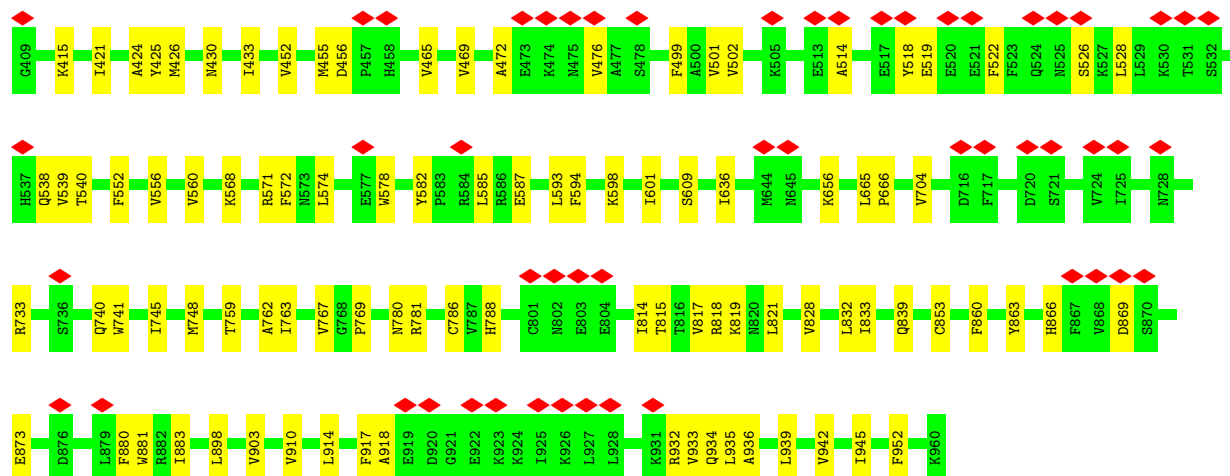 G409 K415 I421 A424 Y425 M426 N430 I433 V452 M455 D456 P457 H458 V465 V469 A472 E473 K474 N475 V476 A477 S478 F499 A500 V501 V502 K505 E513 A514 E517 Y518 E519 E520 E521 F522 F523 Q524 N525 S526 K527 L528 L529 K530 T531 S532
H537 Q538 V539 T540 F552 V556 V560 K568 R571 F572 N573 L574 E577 W578 Y582 P583 R584 L585 R586 E587 L593 F594 K598 I601 S609 I636 M644 N645 K656 L665 P666 V704 D716 F717 D720 S721 V724 I725 N728
R733 S736 Q740 W741 I745 M748 T759 A762 I763 V767 G768 P769 N780 R781 C786 V787 H788 C801 N802 E803 E804 I814 T815 T816 V817 R818 K819 N820 L821 V828 L832 I833 Q839 C853 F860 Y863 H866 F867 V868 D869 S870
E873 D876 L879 F880 W881 R882 I883 L898 V903 V910 L914 F917 A918 E919 D920 G921 E922 K923 K924 I925 K926 L927 L928 K931 R932 V933 Q934 L935 A936 L939 V942 I945 F952 K960